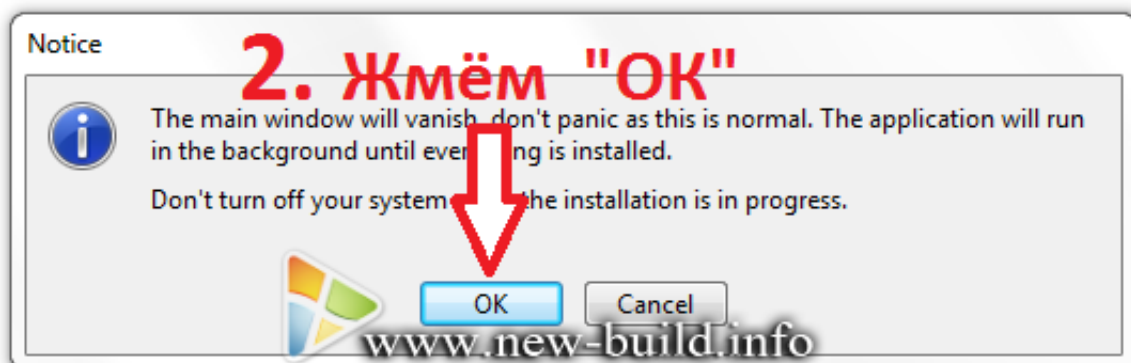 Notice
2. Жмём "ОК"
The main window will vanish, don't panic as this is normal. The application will run
in the background until ng is installed.
Don't turn off your system the installation is in progress.
OK
Cancel
www.new-build.info